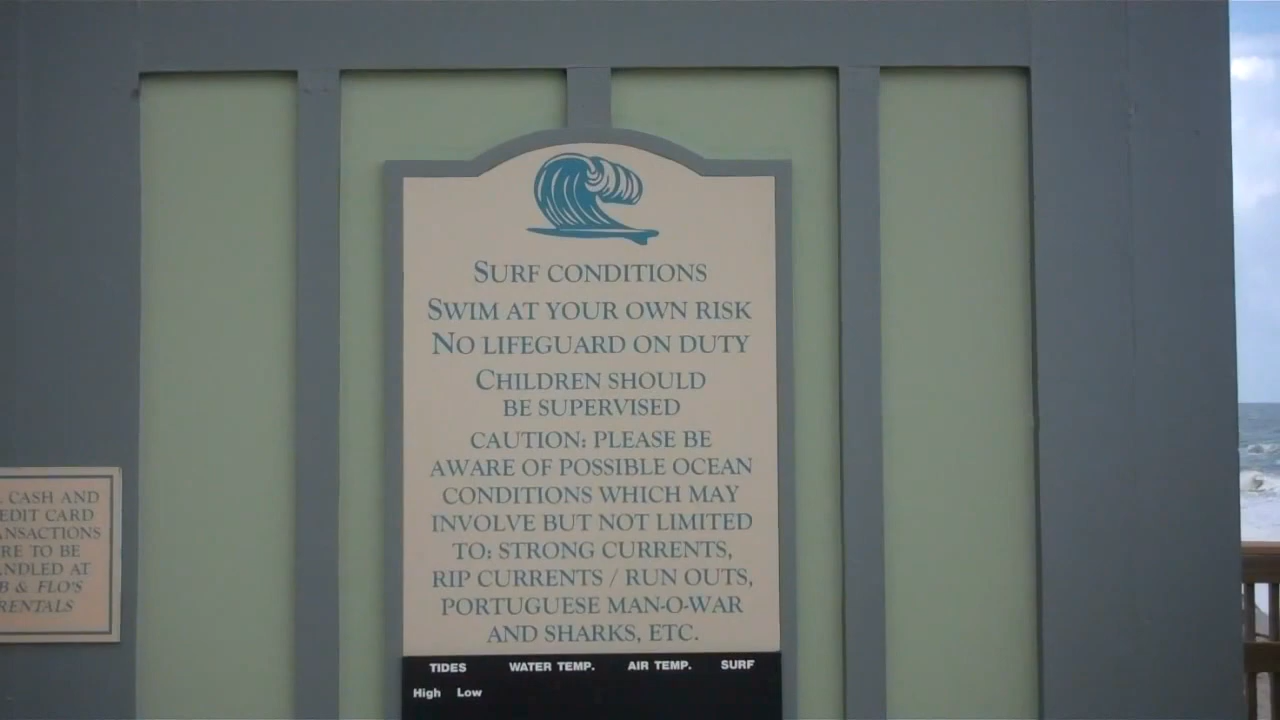 SURF CONDITIONS
SWIM AT YOUR OWN RISK
NO LIFEGUARD ON DUTY
CHILDREN SHOULD
BE SUPERVISED
CAUTION: PLEASE BE
AWARE OF POSSIBLE OCEAN
CONDITIONS WHICH MAY
INVOLVE BUT NOT LIMITED
TO: STRONG CURRENTS,
RIP CURRENTS / RUN OUTS,
PORTUGUESE MAN-O-WAR
AND SHARKS, ETC.
TIDES WATER TEMP. AIR TEMP. SURF
High Low
CASH AND
EDIT CARD
NSACTIONS
RE TO BE
NDLED AT
B & FLO'S
RENTALS